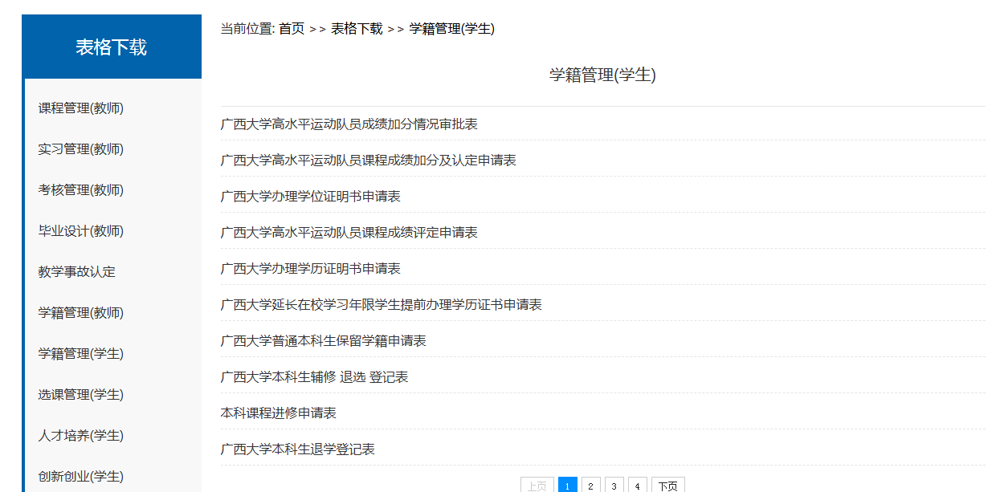 表格下载
课程管理(教师)
实习管理(教师)
考核管理(教师)
毕业设计(教师)
教学事故认定
学籍管理(教师)
学籍管理(学生)
选课管理(学生)
人才培养(学生)
创新创业(学生)
当前位置: 首页 >> 表格下载 >> 学籍管理(学生)
学籍管理(学生)
广西大学高水平运动队员成绩加分情况审批表
广西大学高水平运动队员课程成绩加分及认定申请表
广西大学办理学位证明书申请表
广西大学高水平运动队员课程成绩评定申请表
广西大学办理学历证明书申请表
广西大学延长在校学习年限学生提前办理学历证书申请表
广西大学普通本科生保留学籍申请表
广西大学本科生辅修 退选 登记表
本科课程进修申请表
广西大学本科生退学登记表
上页 1 2 3 4 下页